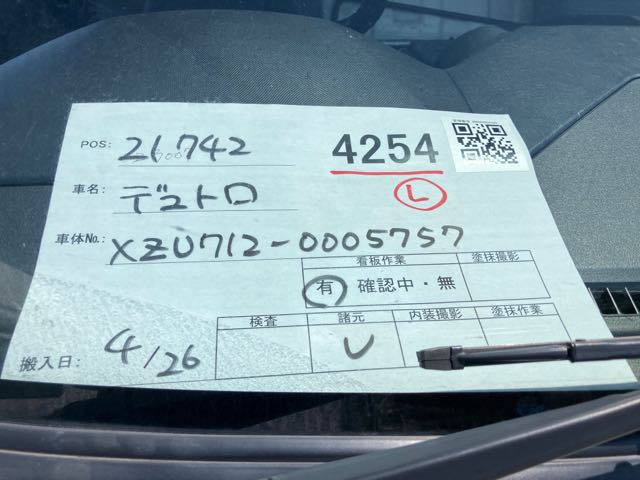 POS: 21742 4254
車名: デュトロ L
車体No.: XZU712-0005757
看板作業 塗抹撮影
有 確認中・無
検査 諸元 内装撮影 塗抹作業
搬入日: 4/26 レ